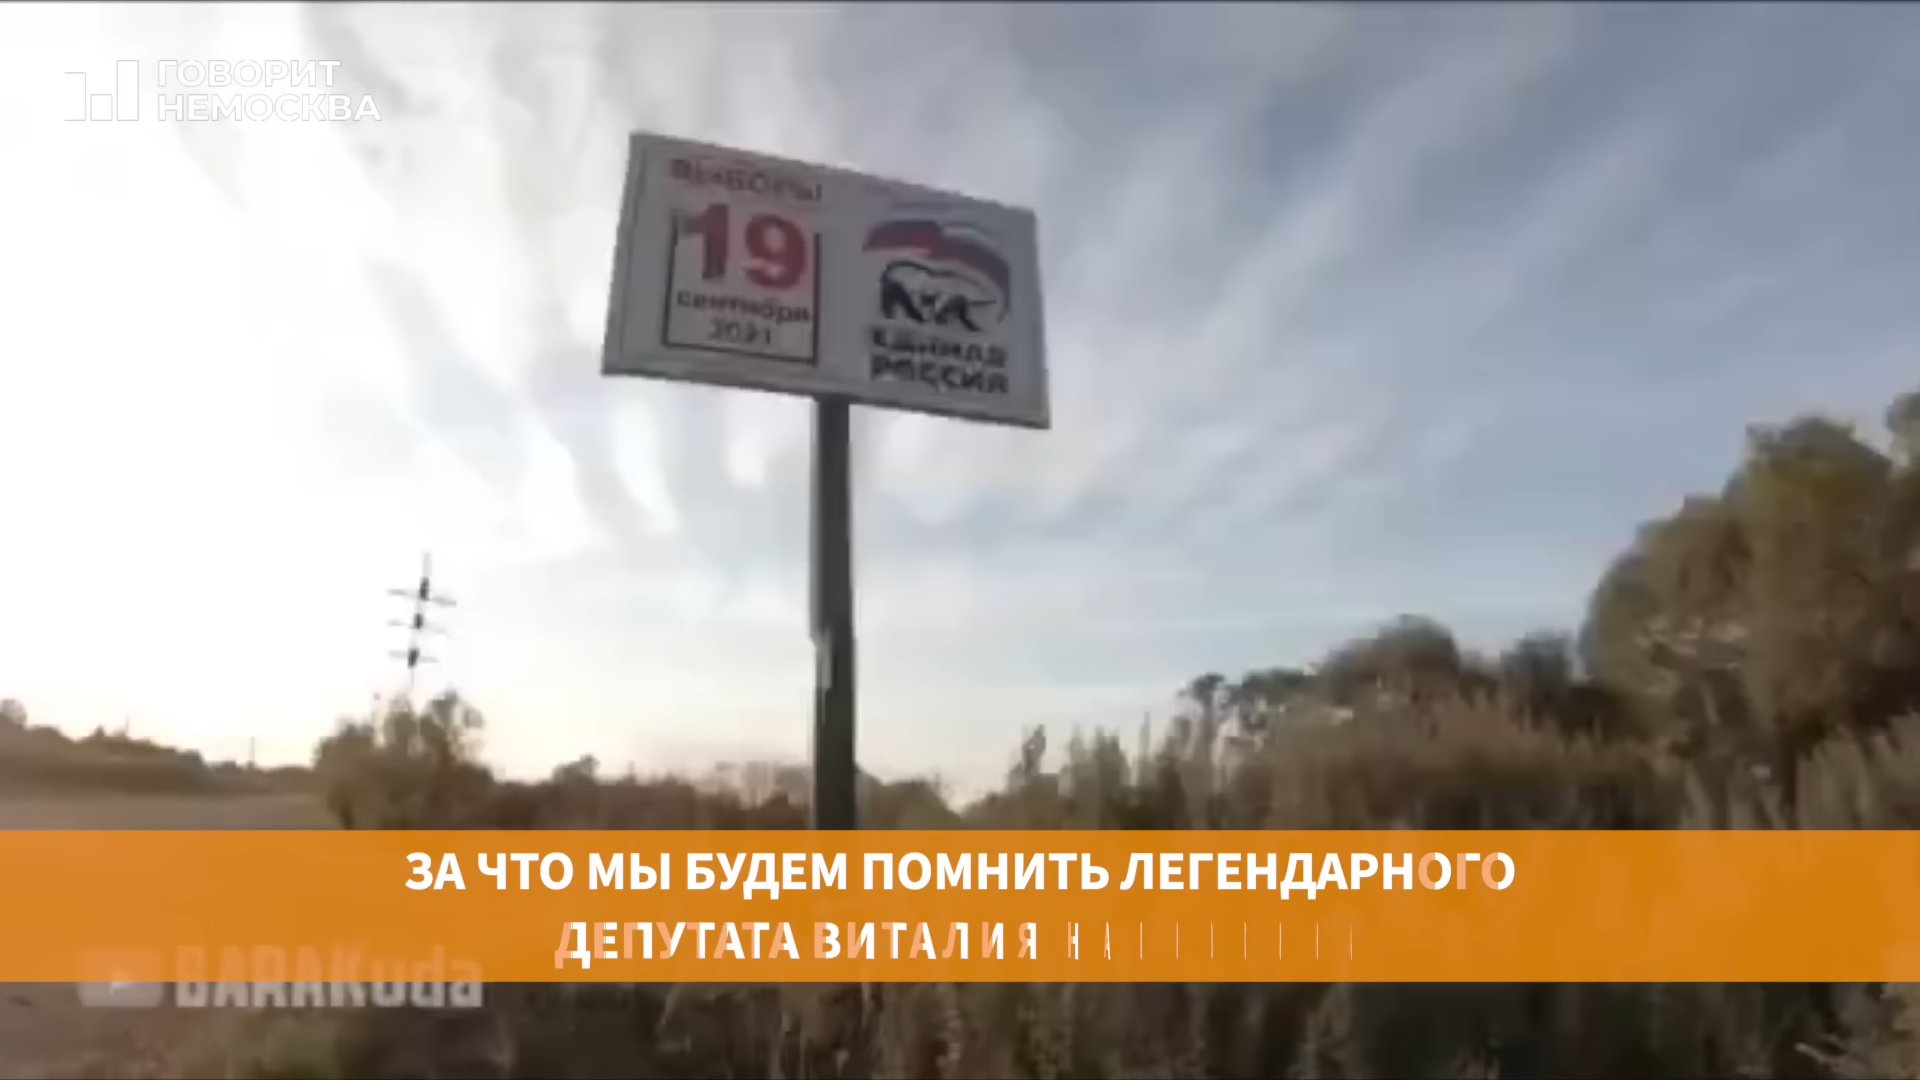 ГОВОРИТ
НЕМОСКВА
ВЫБОРЫ
19
сентября
2021
ЕДИНАЯ
РОССИЯ
ЗА ЧТО МЫ БУДЕМ ПОМНИТЬ ЛЕГЕНДАРНОГО
ДЕПУТАТА ВИТАЛИЯ
BARAKuda